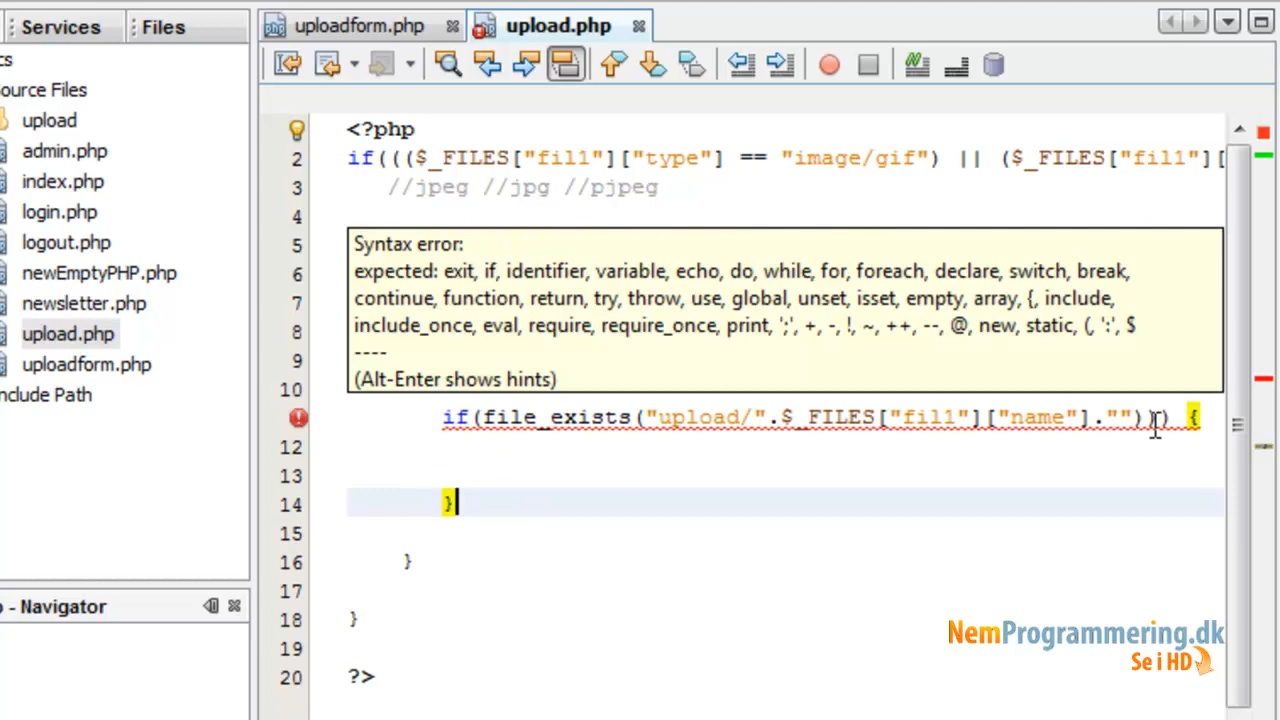 Services
Files
uploadform.php
upload.php
cs
ource Files
upload
admin.php
index.php
login.php
logout.php
newEmptyPHP.php
newsletter.php
upload.php
uploadform.php
nclude Path
- Navigator
<?php
2 if((($_FILES["fil1"]["type"] == "image/gif") || ($_FILES["fil1"][
3 //jpeg //jpg //pjpeg
4
5
6
7
8
9
10
Syntax error:
expected: exit, if, identifier, variable, echo, do, while, for, foreach, declare, switch, break,
continue, function, return, try, throw, use, global, unset, isset, empty, array, {, include,
include_once, eval, require, require_once, print, ';', +, -, !, ~, ++, --, @, new, static, (, ':', $
----
(Alt-Enter shows hints)
if(file_exists("upload/".$_FILES["fil1"]["name"].""))) {
12
13
14 }
15
16 }
17
18 }
19
20 ?>
NemProgrammering.dk
Se i HD